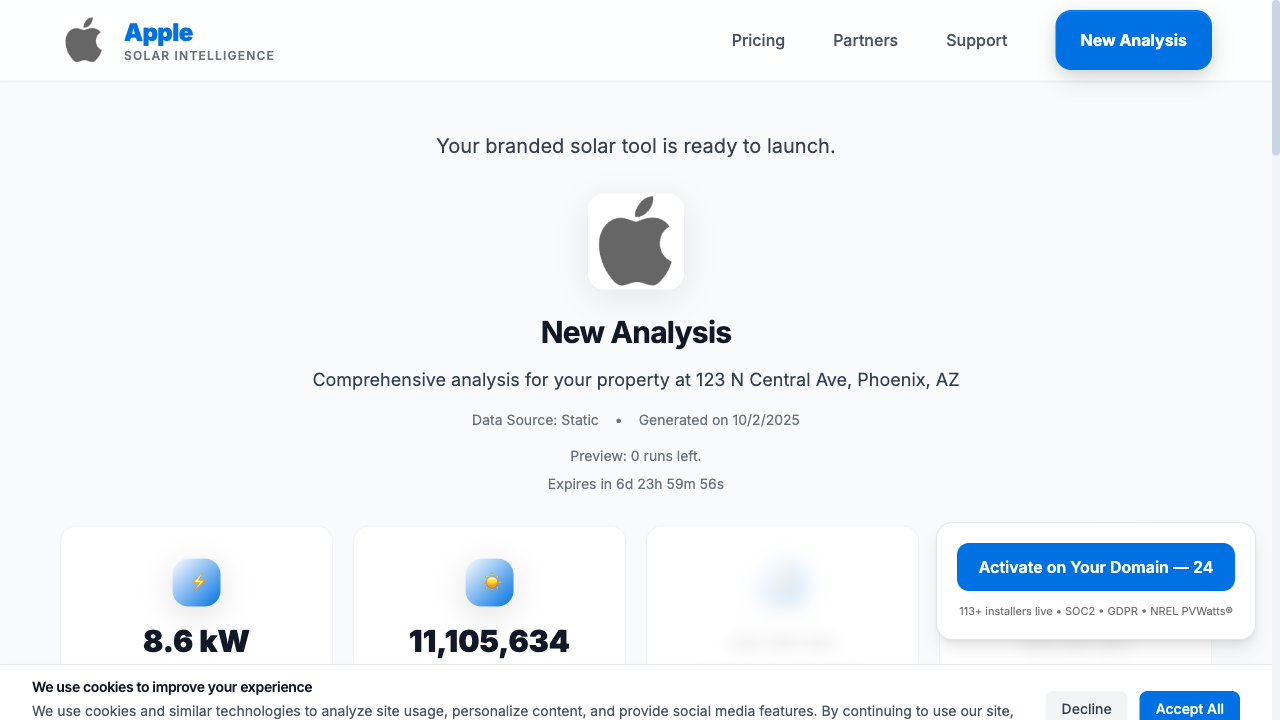 Apple
SOLAR INTELLIGENCE
Pricing
Partners
Support
New Analysis
Your branded solar tool is ready to launch.
New Analysis
Comprehensive analysis for your property at 123 N Central Ave, Phoenix, AZ
Data Source: Static • Generated on 10/2/2025
Preview: 0 runs left.
Expires in 6d 23h 59m 56s
8.6 kW
11,105,634
Activate on Your Domain — 24
113+ installers live • SOC2 • GDPR • NREL PVWatts®
We use cookies to improve your experience
We use cookies and similar technologies to analyze site usage, personalize content, and provide social media features. By continuing to use our site,
Decline
Accept All